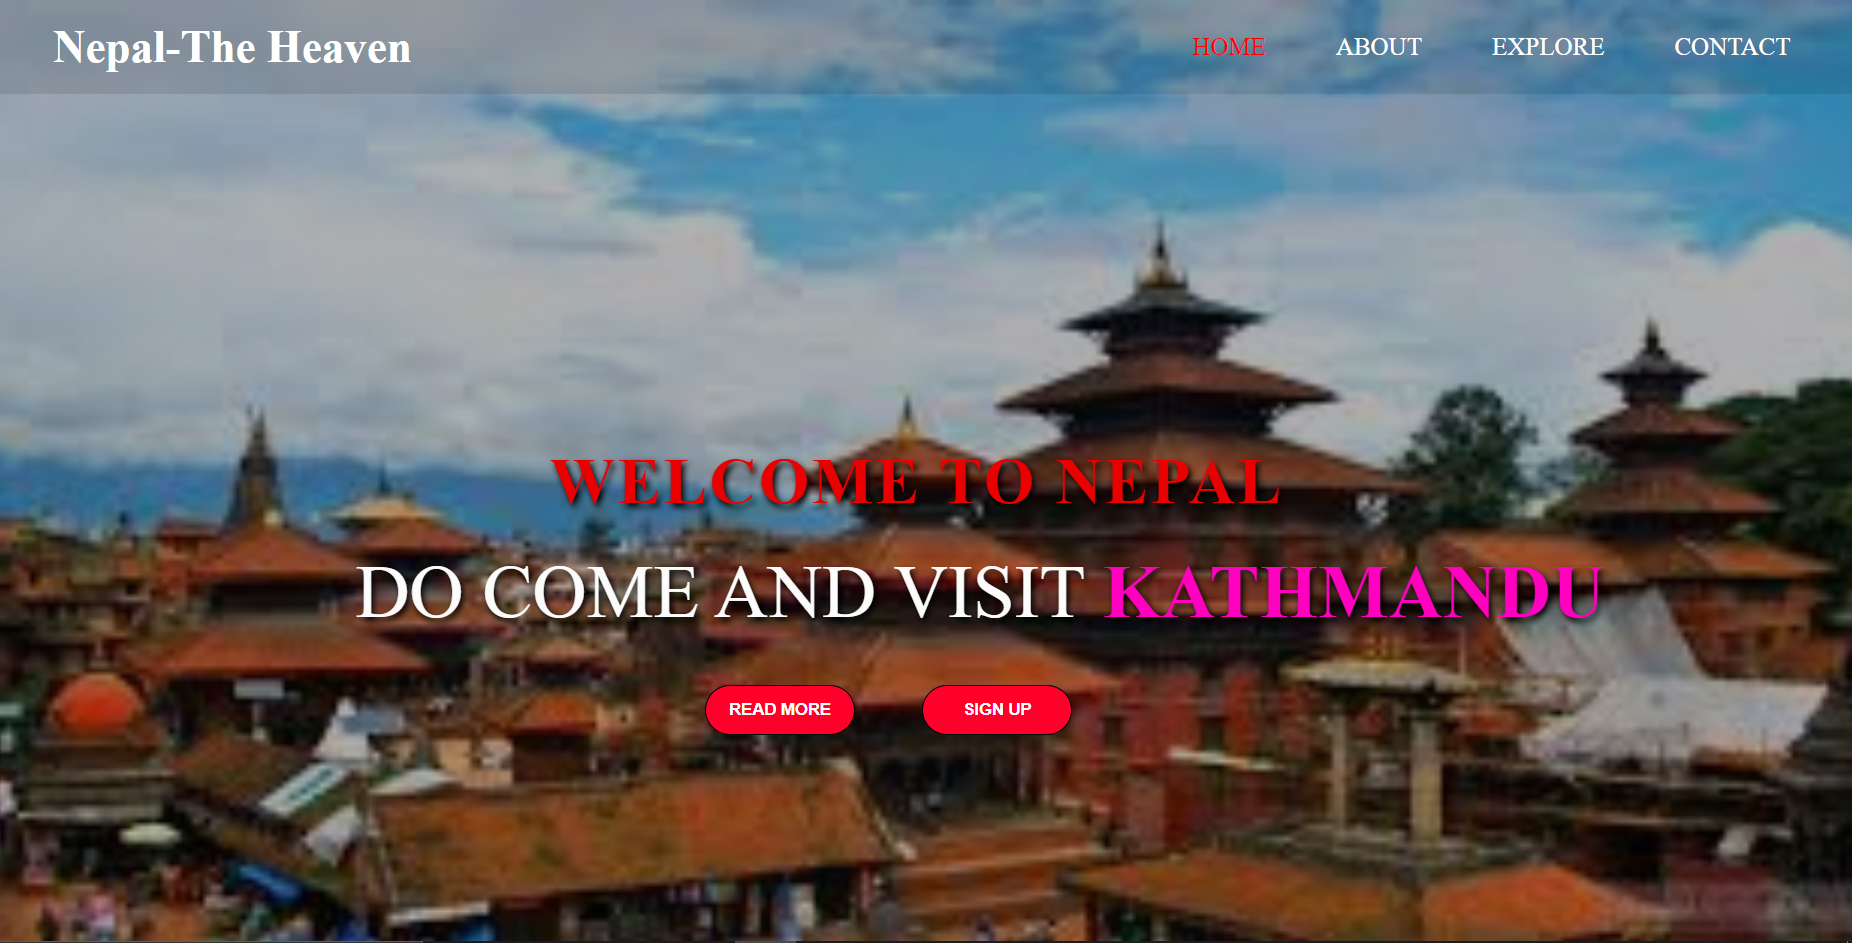 Nepal-The Heaven
HOME ABOUT EXPLORE CONTACT
WELCOME TO NEPAL
DO COME AND VISIT KATHMANDU
READ MORE SIGN UP